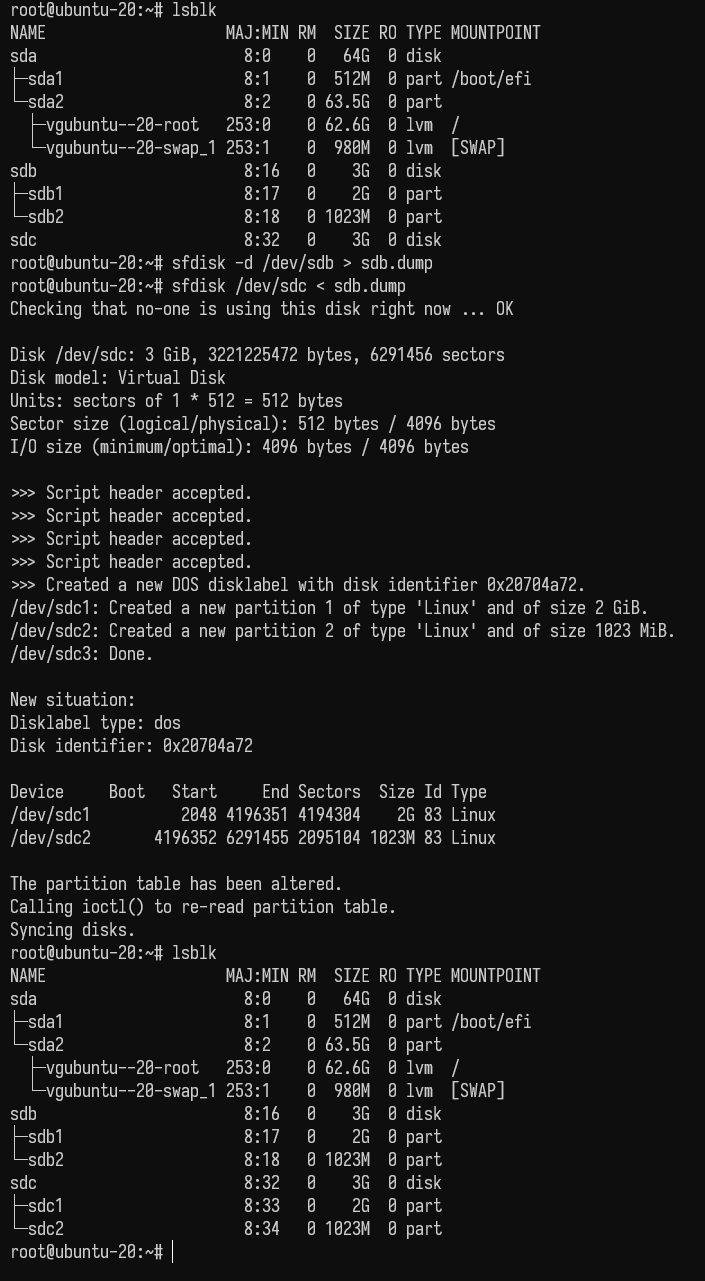 root@ubuntu-20:~# lsblk
NAME                    MAJ:MIN RM  SIZE RO TYPE MOUNTPOINT
sda                       8:0    0   64G  0 disk
├─sda1                    8:1    0  512M  0 part /boot/efi
└─sda2                    8:2    0 63.5G  0 part
  ├─vgubuntu--20-root   253:0    0 62.6G  0 lvm  /
  └─vgubuntu--20-swap_1 253:1    0  980M  0 lvm  [SWAP]
sdb                       8:16   0    3G  0 disk
├─sdb1                    8:17   0    2G  0 part
└─sdb2                    8:18   0 1023M  0 part
sdc                       8:32   0    3G  0 disk
root@ubuntu-20:~# sfdisk -d /dev/sdb > sdb.dump
root@ubuntu-20:~# sfdisk /dev/sdc < sdb.dump
Checking that no-one is using this disk right now ... OK

Disk /dev/sdc: 3 GiB, 3221225472 bytes, 6291456 sectors
Disk model: Virtual Disk
Units: sectors of 1 * 512 = 512 bytes
Sector size (logical/physical): 512 bytes / 4096 bytes
I/O size (minimum/optimal): 4096 bytes / 4096 bytes

>>> Script header accepted.
>>> Script header accepted.
>>> Script header accepted.
>>> Script header accepted.
>>> Created a new DOS disklabel with disk identifier 0x20704a72.
/dev/sdc1: Created a new partition 1 of type 'Linux' and of size 2 GiB.
/dev/sdc2: Created a new partition 2 of type 'Linux' and of size 1023 MiB.
/dev/sdc3: Done.

New situation:
Disklabel type: dos
Disk identifier: 0x20704a72

Device     Boot   Start     End Sectors  Size Id Type
/dev/sdc1          2048 4196351 4194304    2G 83 Linux
/dev/sdc2       4196352 6291455 2095104 1023M 83 Linux

The partition table has been altered.
Calling ioctl() to re-read partition table.
Syncing disks.
root@ubuntu-20:~# lsblk
NAME                    MAJ:MIN RM  SIZE RO TYPE MOUNTPOINT
sda                       8:0    0   64G  0 disk
├─sda1                    8:1    0  512M  0 part /boot/efi
└─sda2                    8:2    0 63.5G  0 part
  ├─vgubuntu--20-root   253:0    0 62.6G  0 lvm  /
  └─vgubuntu--20-swap_1 253:1    0  980M  0 lvm  [SWAP]
sdb                       8:16   0    3G  0 disk
├─sdb1                    8:17   0    2G  0 part
└─sdb2                    8:18   0 1023M  0 part
sdc                       8:32   0    3G  0 disk
├─sdc1                    8:33   0    2G  0 part
└─sdc2                    8:34   0 1023M  0 part
root@ubuntu-20:~#